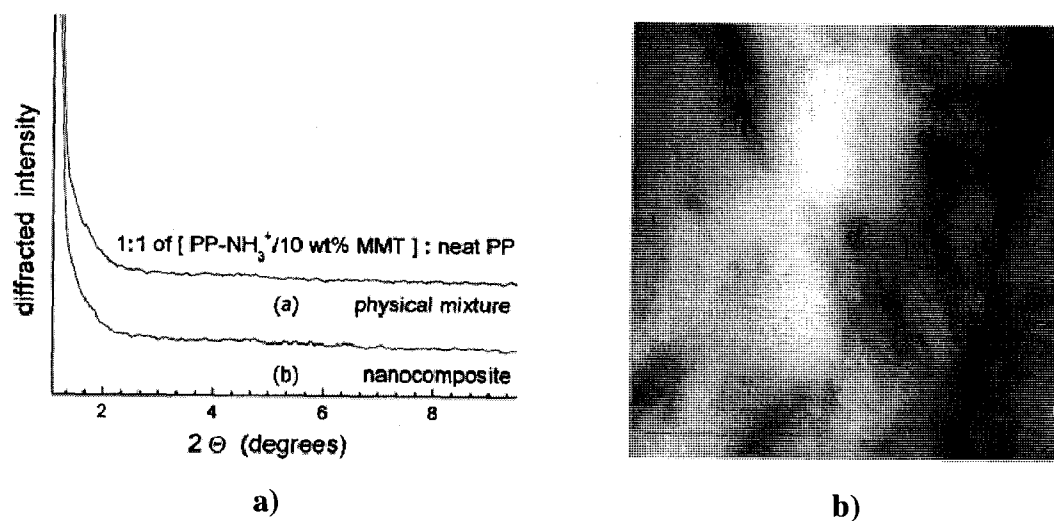 diffracted intensity
1:1 of [ PP-NH₃⁺/10 wt% MMT ] : neat PP
(a) physical mixture
(b) nanocomposite
2 4 6 8
2 Θ (degrees)
a)
b)